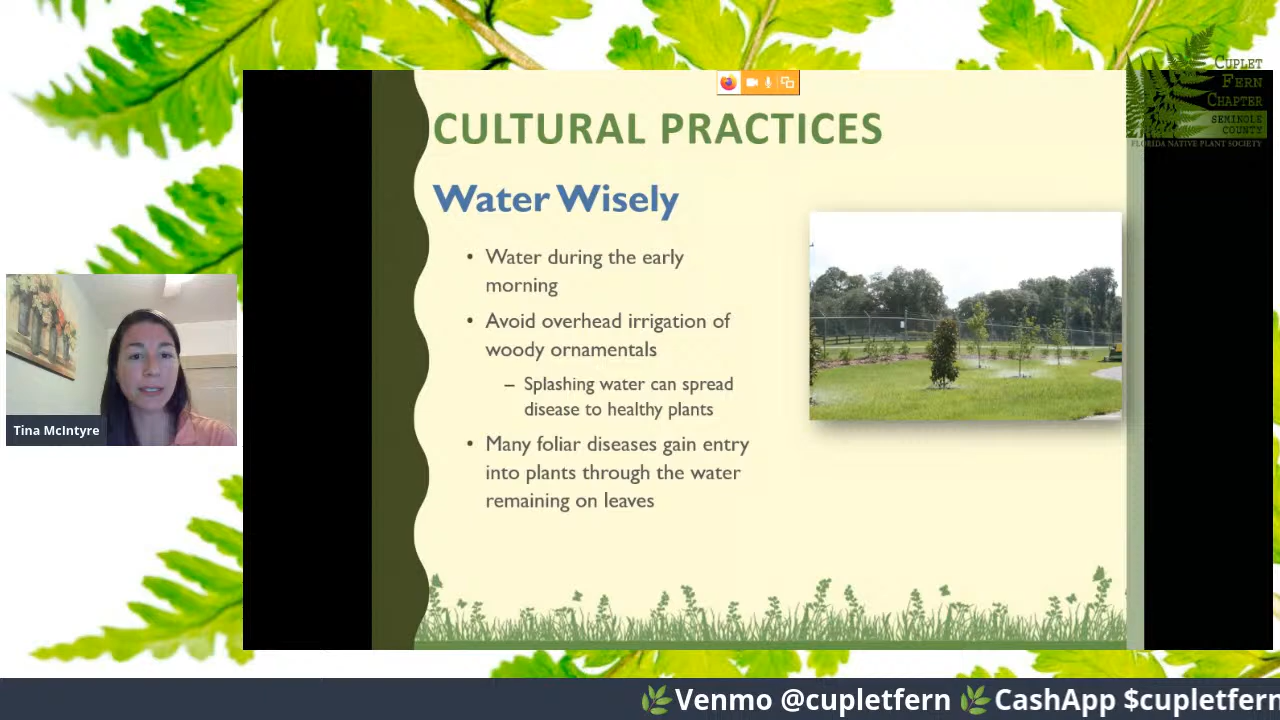 CUPLET
FERN
CHAPTER
SEMINOLE
COUNTY
FLORIDA NATIVE PLANT SOCIETY
CULTURAL PRACTICES
Water Wisely
• Water during the early
morning
• Avoid overhead irrigation of
woody ornamentals
– Splashing water can spread
disease to healthy plants
• Many foliar diseases gain entry
into plants through the water
remaining on leaves
Tina McIntyre
Venmo @cupletfern CashApp $cupletfern